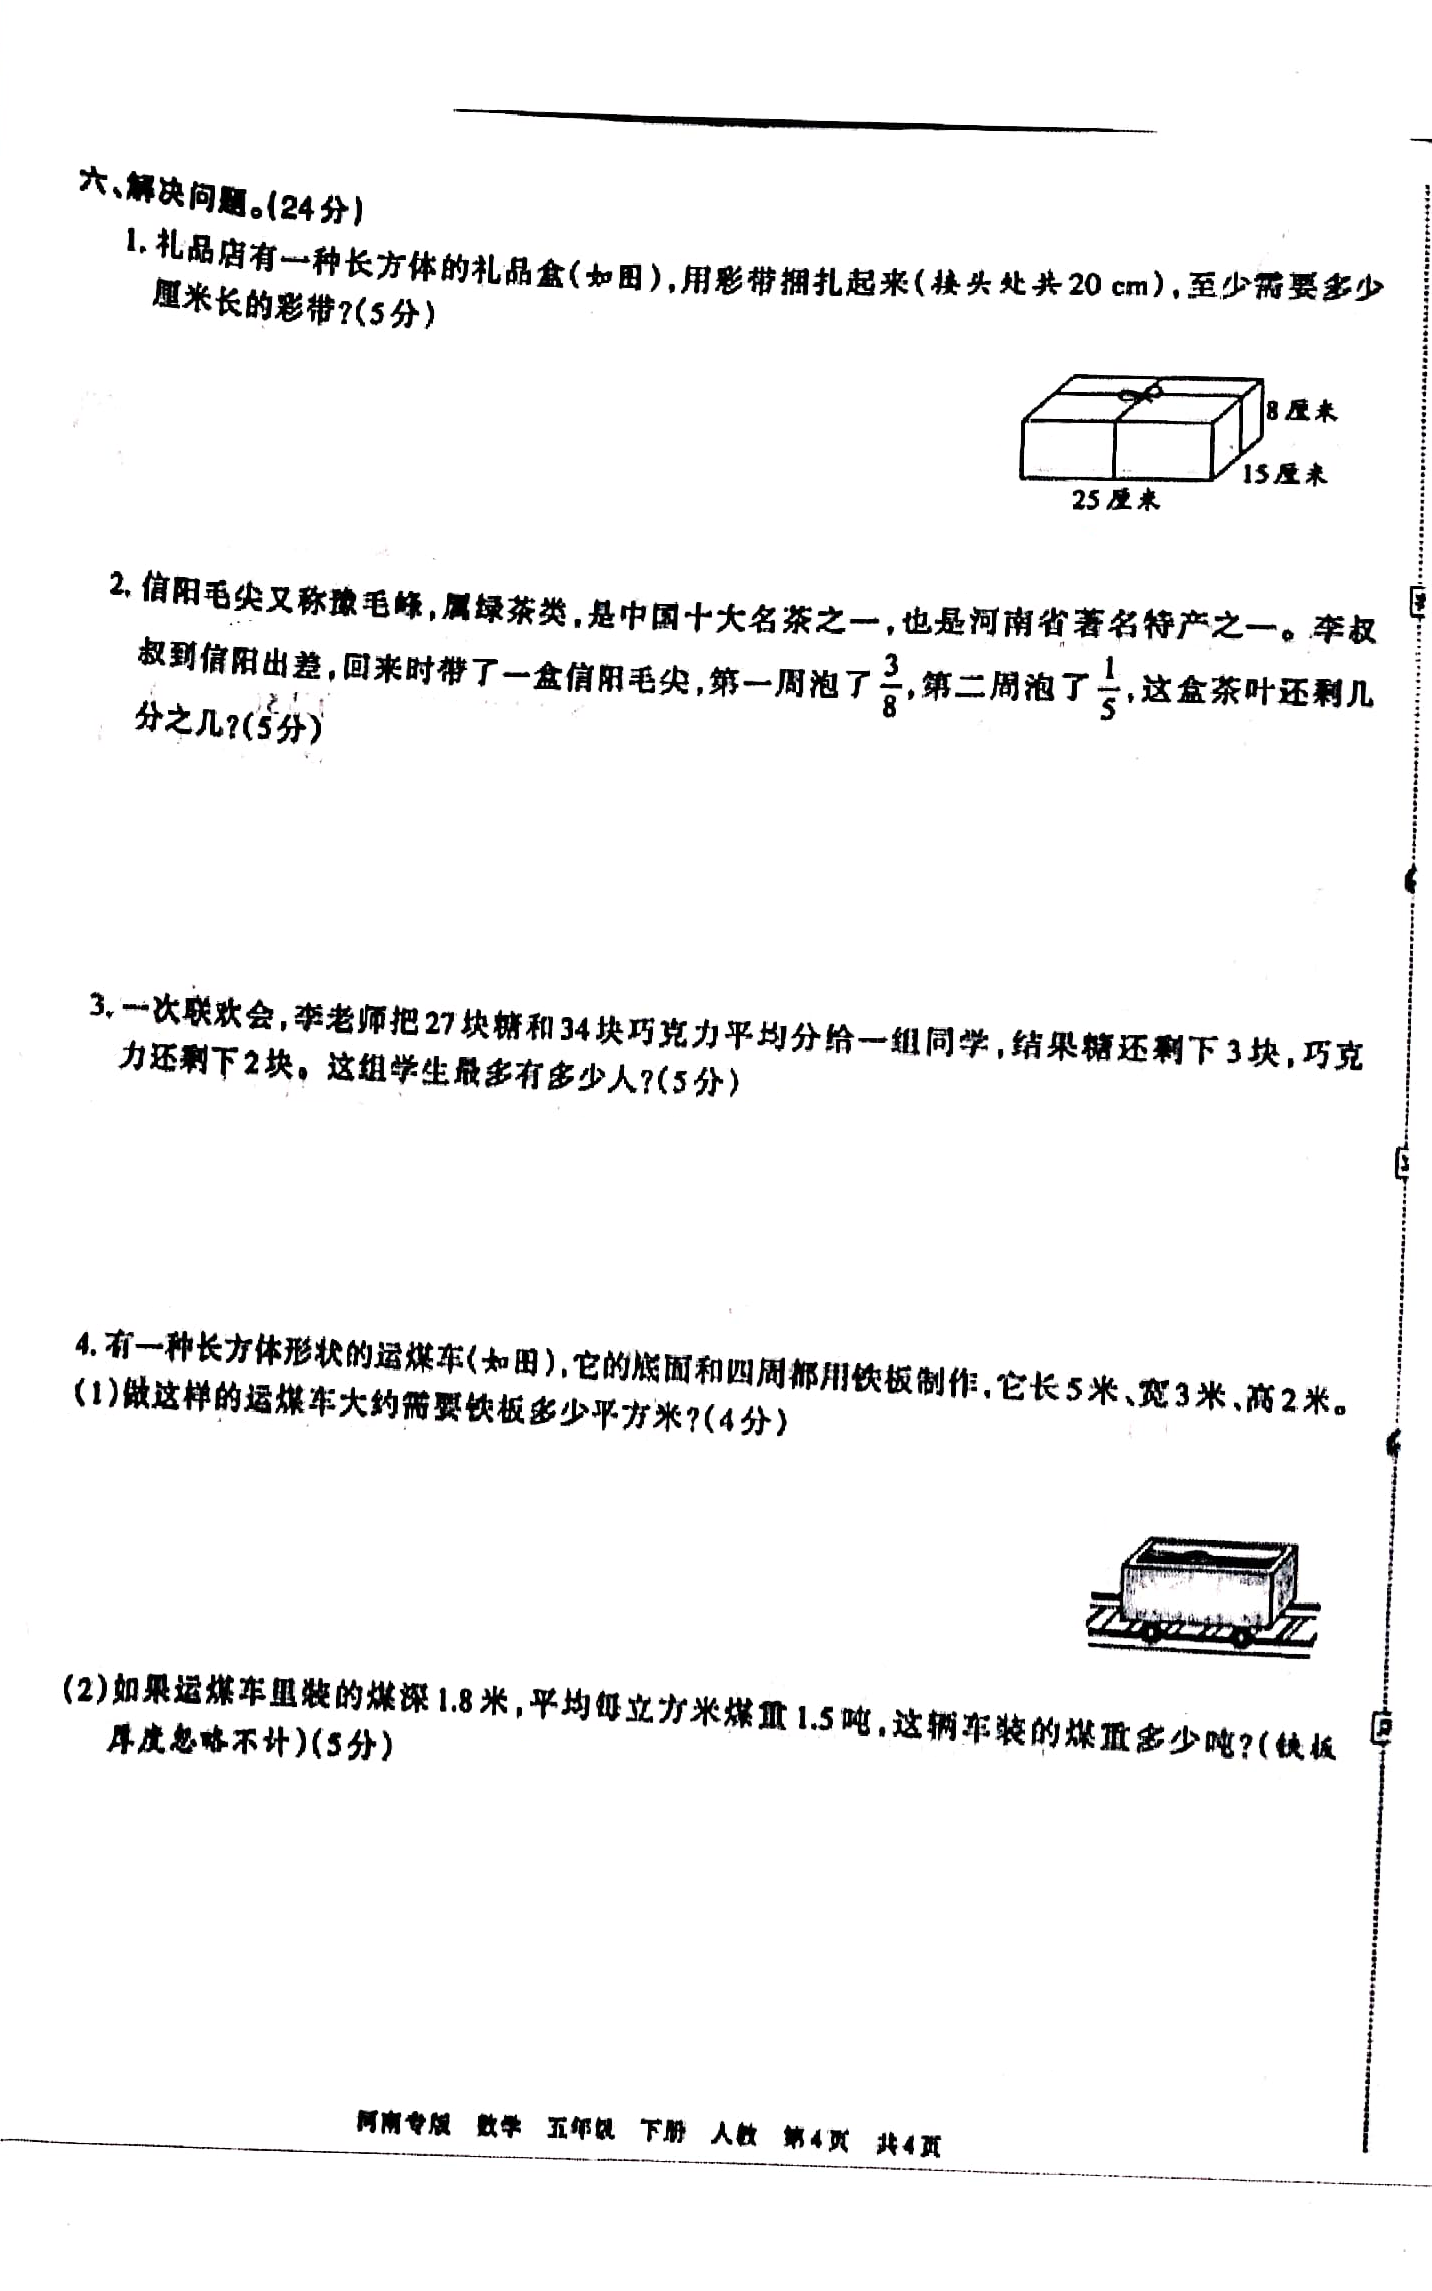 六、解决问题。(24分)
1. 礼品店有一种长方体的礼品盒(如图),用彩带捆扎起来(接头处共20 cm),至少需要多少
厘米长的彩带?(5分)
8厘米
15厘米
25厘米
2. 信阳毛尖又称豫毛峰,属绿茶类,是中国十大名茶之一,也是河南省著名特产之一。李叔
叔到信阳出差,回来时带了一盒信阳毛尖,第一周泡了3/8,第二周泡了1/5,这盒茶叶还剩几
分之几?(5分)
3. 一次联欢会,李老师把27块糖和34块巧克力平均分给一组同学,结果糖还剩下3块,巧克
力还剩下2块。这组学生最多有多少人?(5分)
4. 有一种长方体形状的运煤车(如图),它的底面和四周都用铁板制作,它长5米、宽3米、高2米。
(1)做这样的运煤车大约需要铁板多少平方米?(4分)
(2)如果运煤车里装的煤深1.8米,平均每立方米煤重1.5吨,这辆车装的煤重多少吨?(铁板
厚度忽略不计)(5分)
河南专版 数学 五年级 下册 人教 第4页 共4页